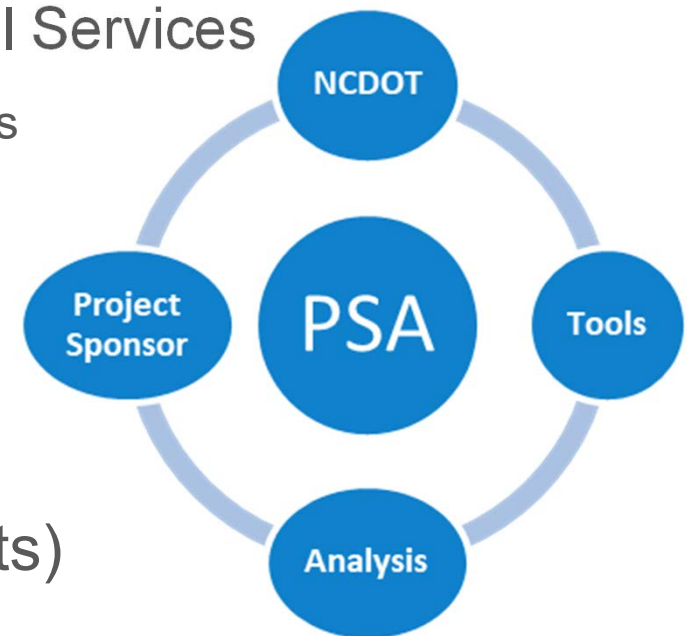 l Services
s
NCDOT
Project
Sponsor
PSA
Tools
Analysis
ts)